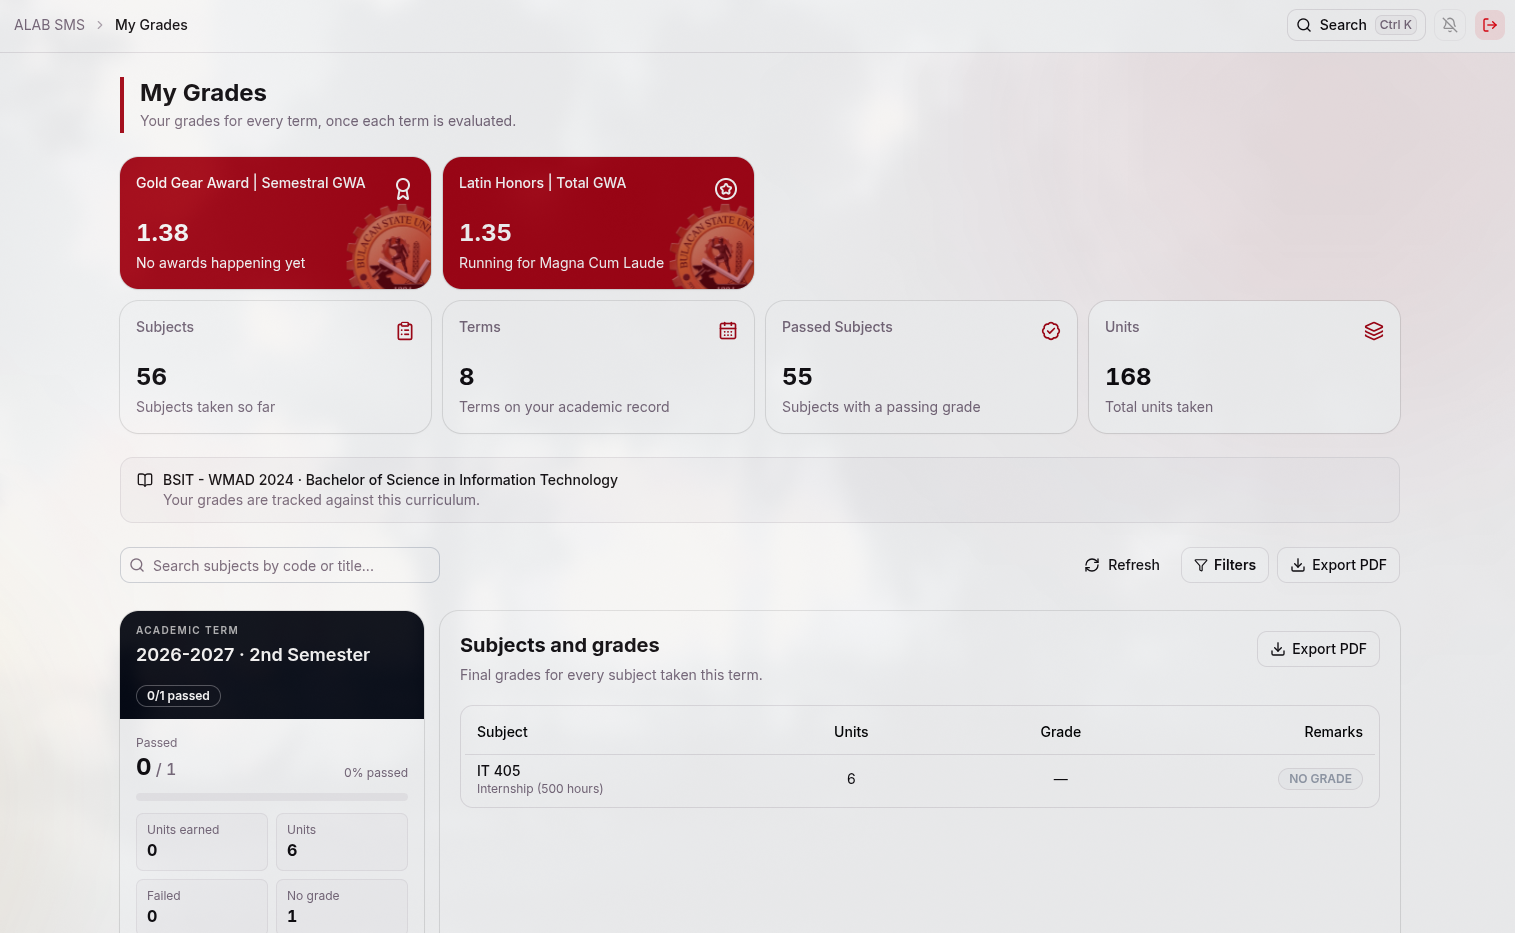 ALAB SMS > My Grades
Search Ctrl K
My Grades
Your grades for every term, once each term is evaluated.
Gold Gear Award | Semestral GWA
1.38
No awards happening yet
BULACAN STATE UNI
Latin Honors | Total GWA
1.35
Running for Magna Cum Laude
BULACAN STATE UNI
Subjects
56
Subjects taken so far
Terms
8
Terms on your academic record
Passed Subjects
55
Subjects with a passing grade
Units
168
Total units taken
BSIT - WMAD 2024 · Bachelor of Science in Information Technology
Your grades are tracked against this curriculum.
Search subjects by code or title...
Refresh
Filters
Export PDF
ACADEMIC TERM
2026-2027 · 2nd Semester
0/1 passed
Passed
0 / 1
0% passed
Units earned
0
Units
6
Failed
0
No grade
1
Subjects and grades
Final grades for every subject taken this term.
Export PDF
Subject Units Grade Remarks
IT 405 6 — NO GRADE
Internship (500 hours)